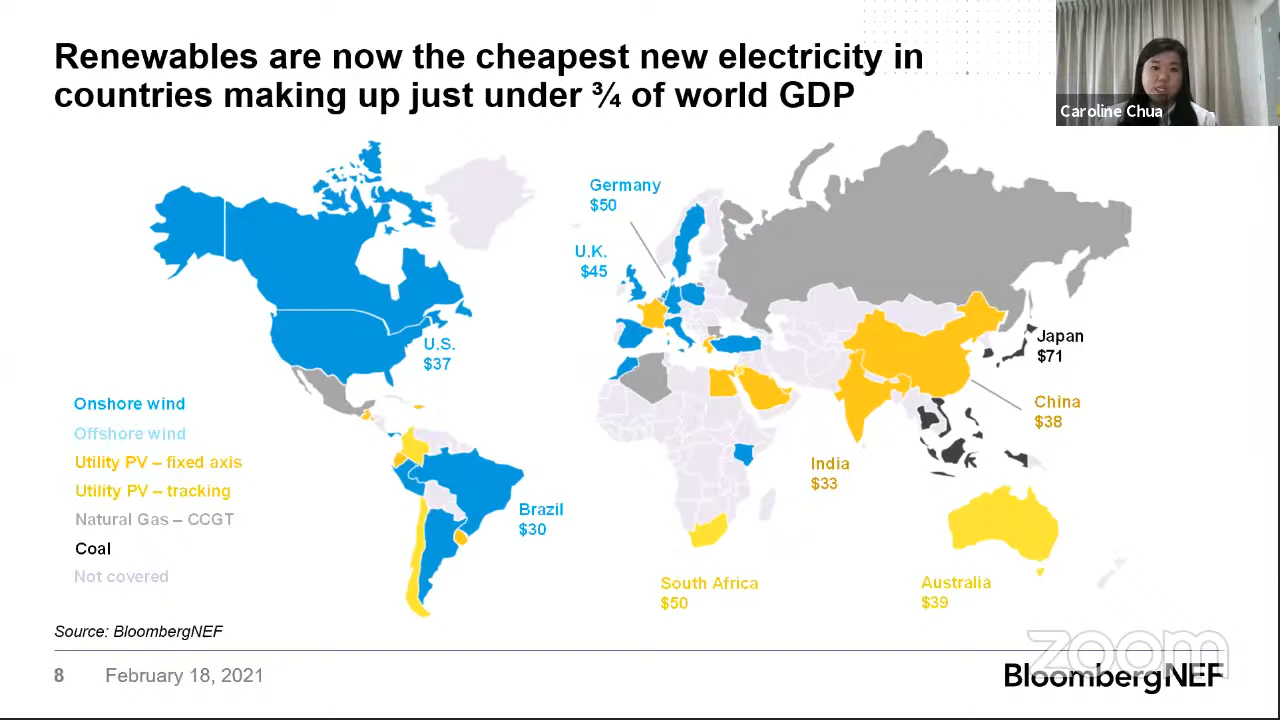 Renewables are now the cheapest new electricity in
countries making up just under ¾ of world GDP
Caroline Chua
Germany
$50
U.K.
$45
U.S.
$37
Japan
$71
China
$38
India
$33
Brazil
$30
South Africa
$50
Australia
$39
Onshore wind
Offshore wind
Utility PV – fixed axis
Utility PV – tracking
Natural Gas – CCGT
Coal
Not covered
Source: BloombergNEF
8 February 18, 2021
zoom
BloombergNEF